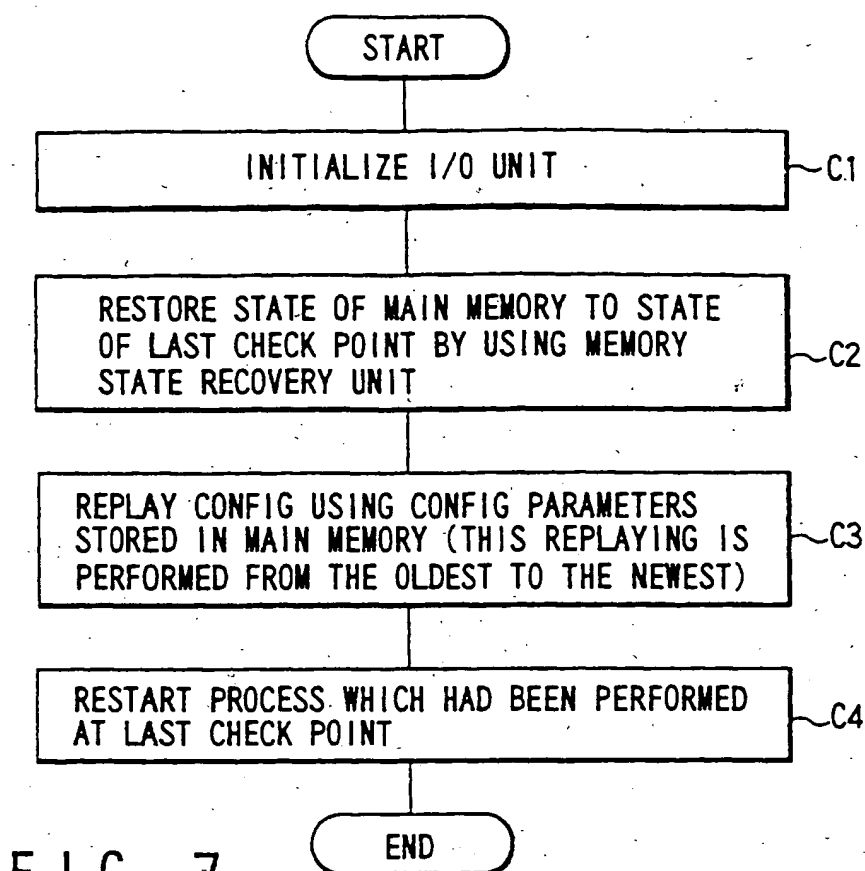 START
INITIALIZE I/O UNIT
C1
RESTORE STATE OF MAIN MEMORY TO STATE
OF LAST CHECK POINT BY USING MEMORY
STATE RECOVERY UNIT
C2
REPLAY CONFIG USING CONFIG PARAMETERS
STORED IN MAIN MEMORY (THIS REPLAYING IS
PERFORMED FROM THE OLDEST TO THE NEWEST)
C3
RESTART PROCESS WHICH HAD BEEN PERFORMED
AT LAST CHECK POINT
C4
END
FIG. 7